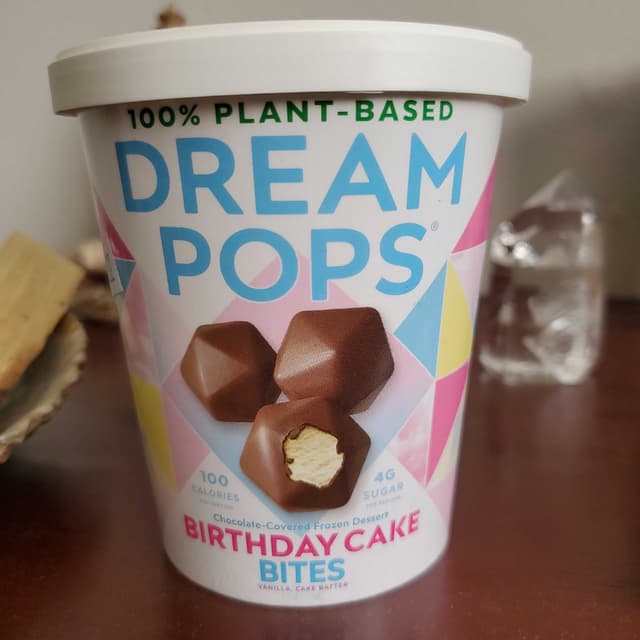 100% PLANT-BASED
DREAM
POPS®
100
CALORIES
4G
SUGAR
Chocolate-Covered Frozen Dessert
BIRTHDAY CAKE
BITES
VANILLA, CAKE BATTER